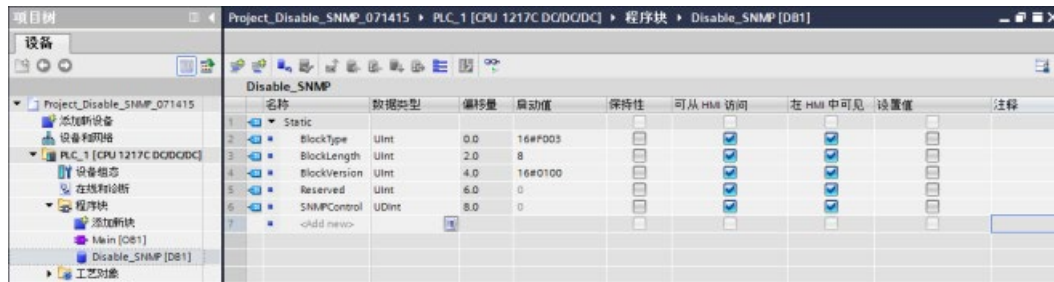 项目树
Project_Disable_SNMP_071415 ▸ PLC_1 [CPU 1217C DC/DC/DC] ▸ 程序块 ▸ Disable_SNMP [DB1]
设备
Disable_SNMP
名称 数据类型 偏移量 启动值 保持性 可从 HMI 访问 在 HMI 中可见 设置值 注释
1 Static
2 BlockType UInt 0.0 16#F003
3 BlockLength UInt 2.0 8
4 BlockVersion UInt 4.0 16#0100
5 Reserved UInt 6.0 0
6 SNMPControl UDInt 8.0 0
7 <Add new>
Project_Disable_SNMP_071415
添加新设备
设备和网络
PLC_1 [CPU 1217C DC/DC/DC]
设备组态
在线和诊断
程序块
添加新块
Main [OB1]
Disable_SNMP [DB1]
工艺对象